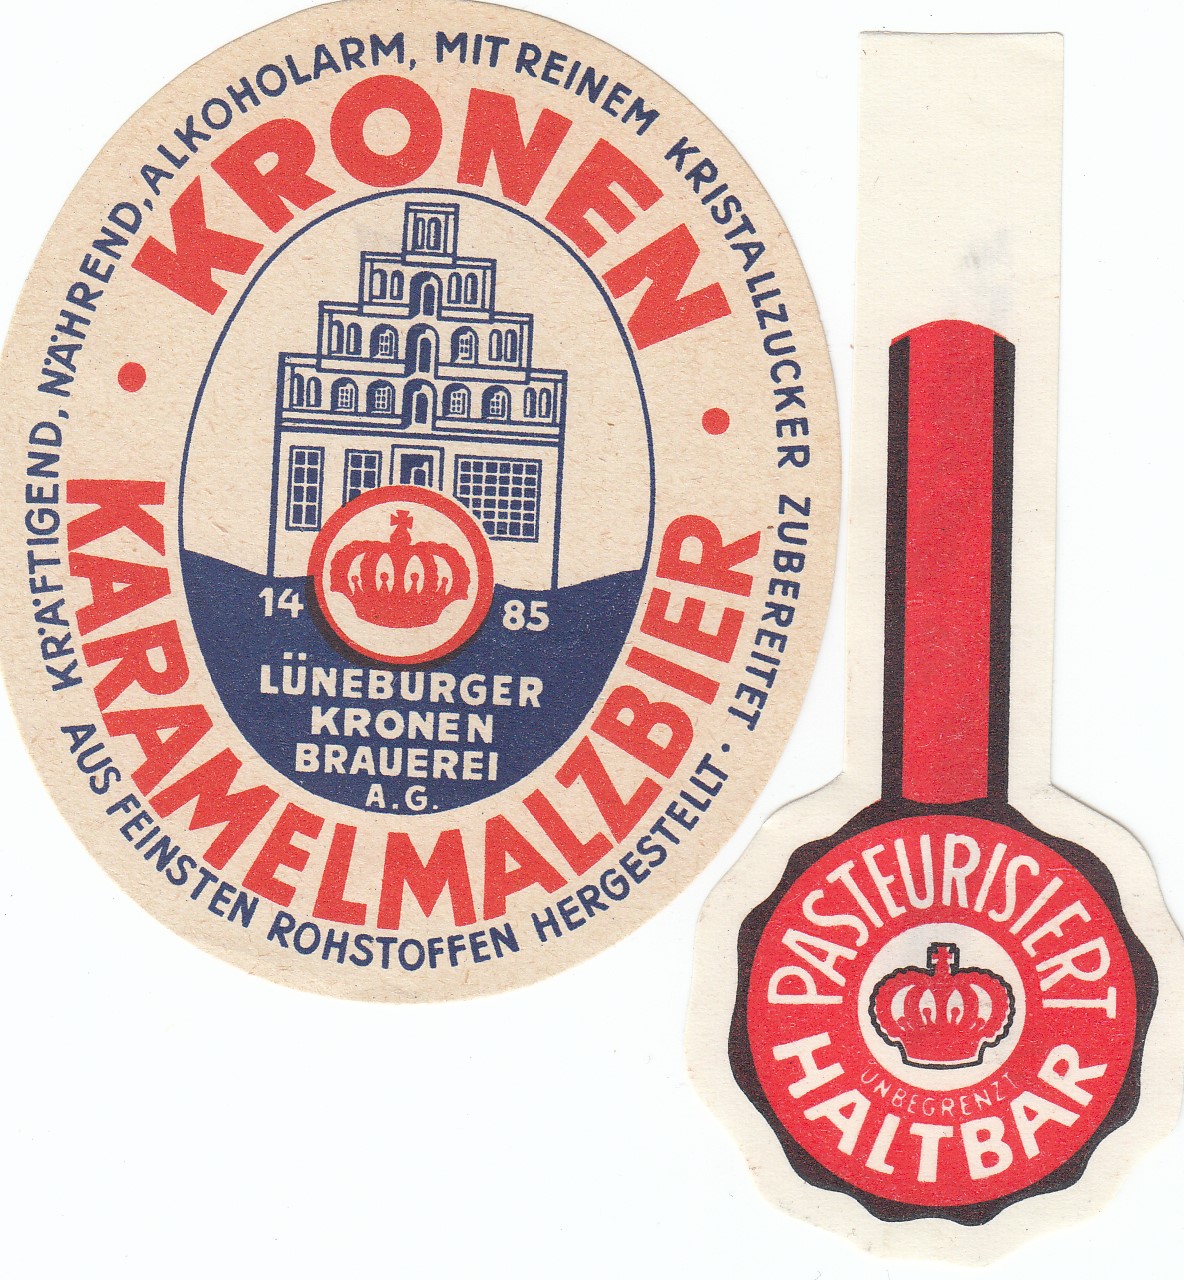 KRÄFTIGEND, NÄHREND, ALKOHOLARM, MIT REINEM KRISTALLZUCKER ZUBEREITET.
KRONEN
14 85
LÜNEBURGER
KRONEN
BRAUEREI
A.G.
KARAMELMALZBIER
AUS FEINSTEN ROHSTOFFEN HERGESTELLT
PASTEURISIERT
UNBEGRENZT
HALTBAR